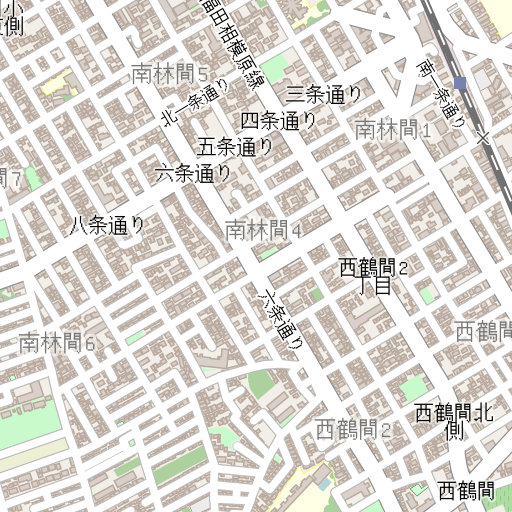 側
福田相模原線
南一条通り
南林間5
北一条通り
三条通り
四条通り
南林間1
五条通り
六条通り
間7
八条通り
南林間4
西鶴間2
丁目
六条通り
南林間6
西鶴間
西鶴間北
側
西鶴間2
西鶴間